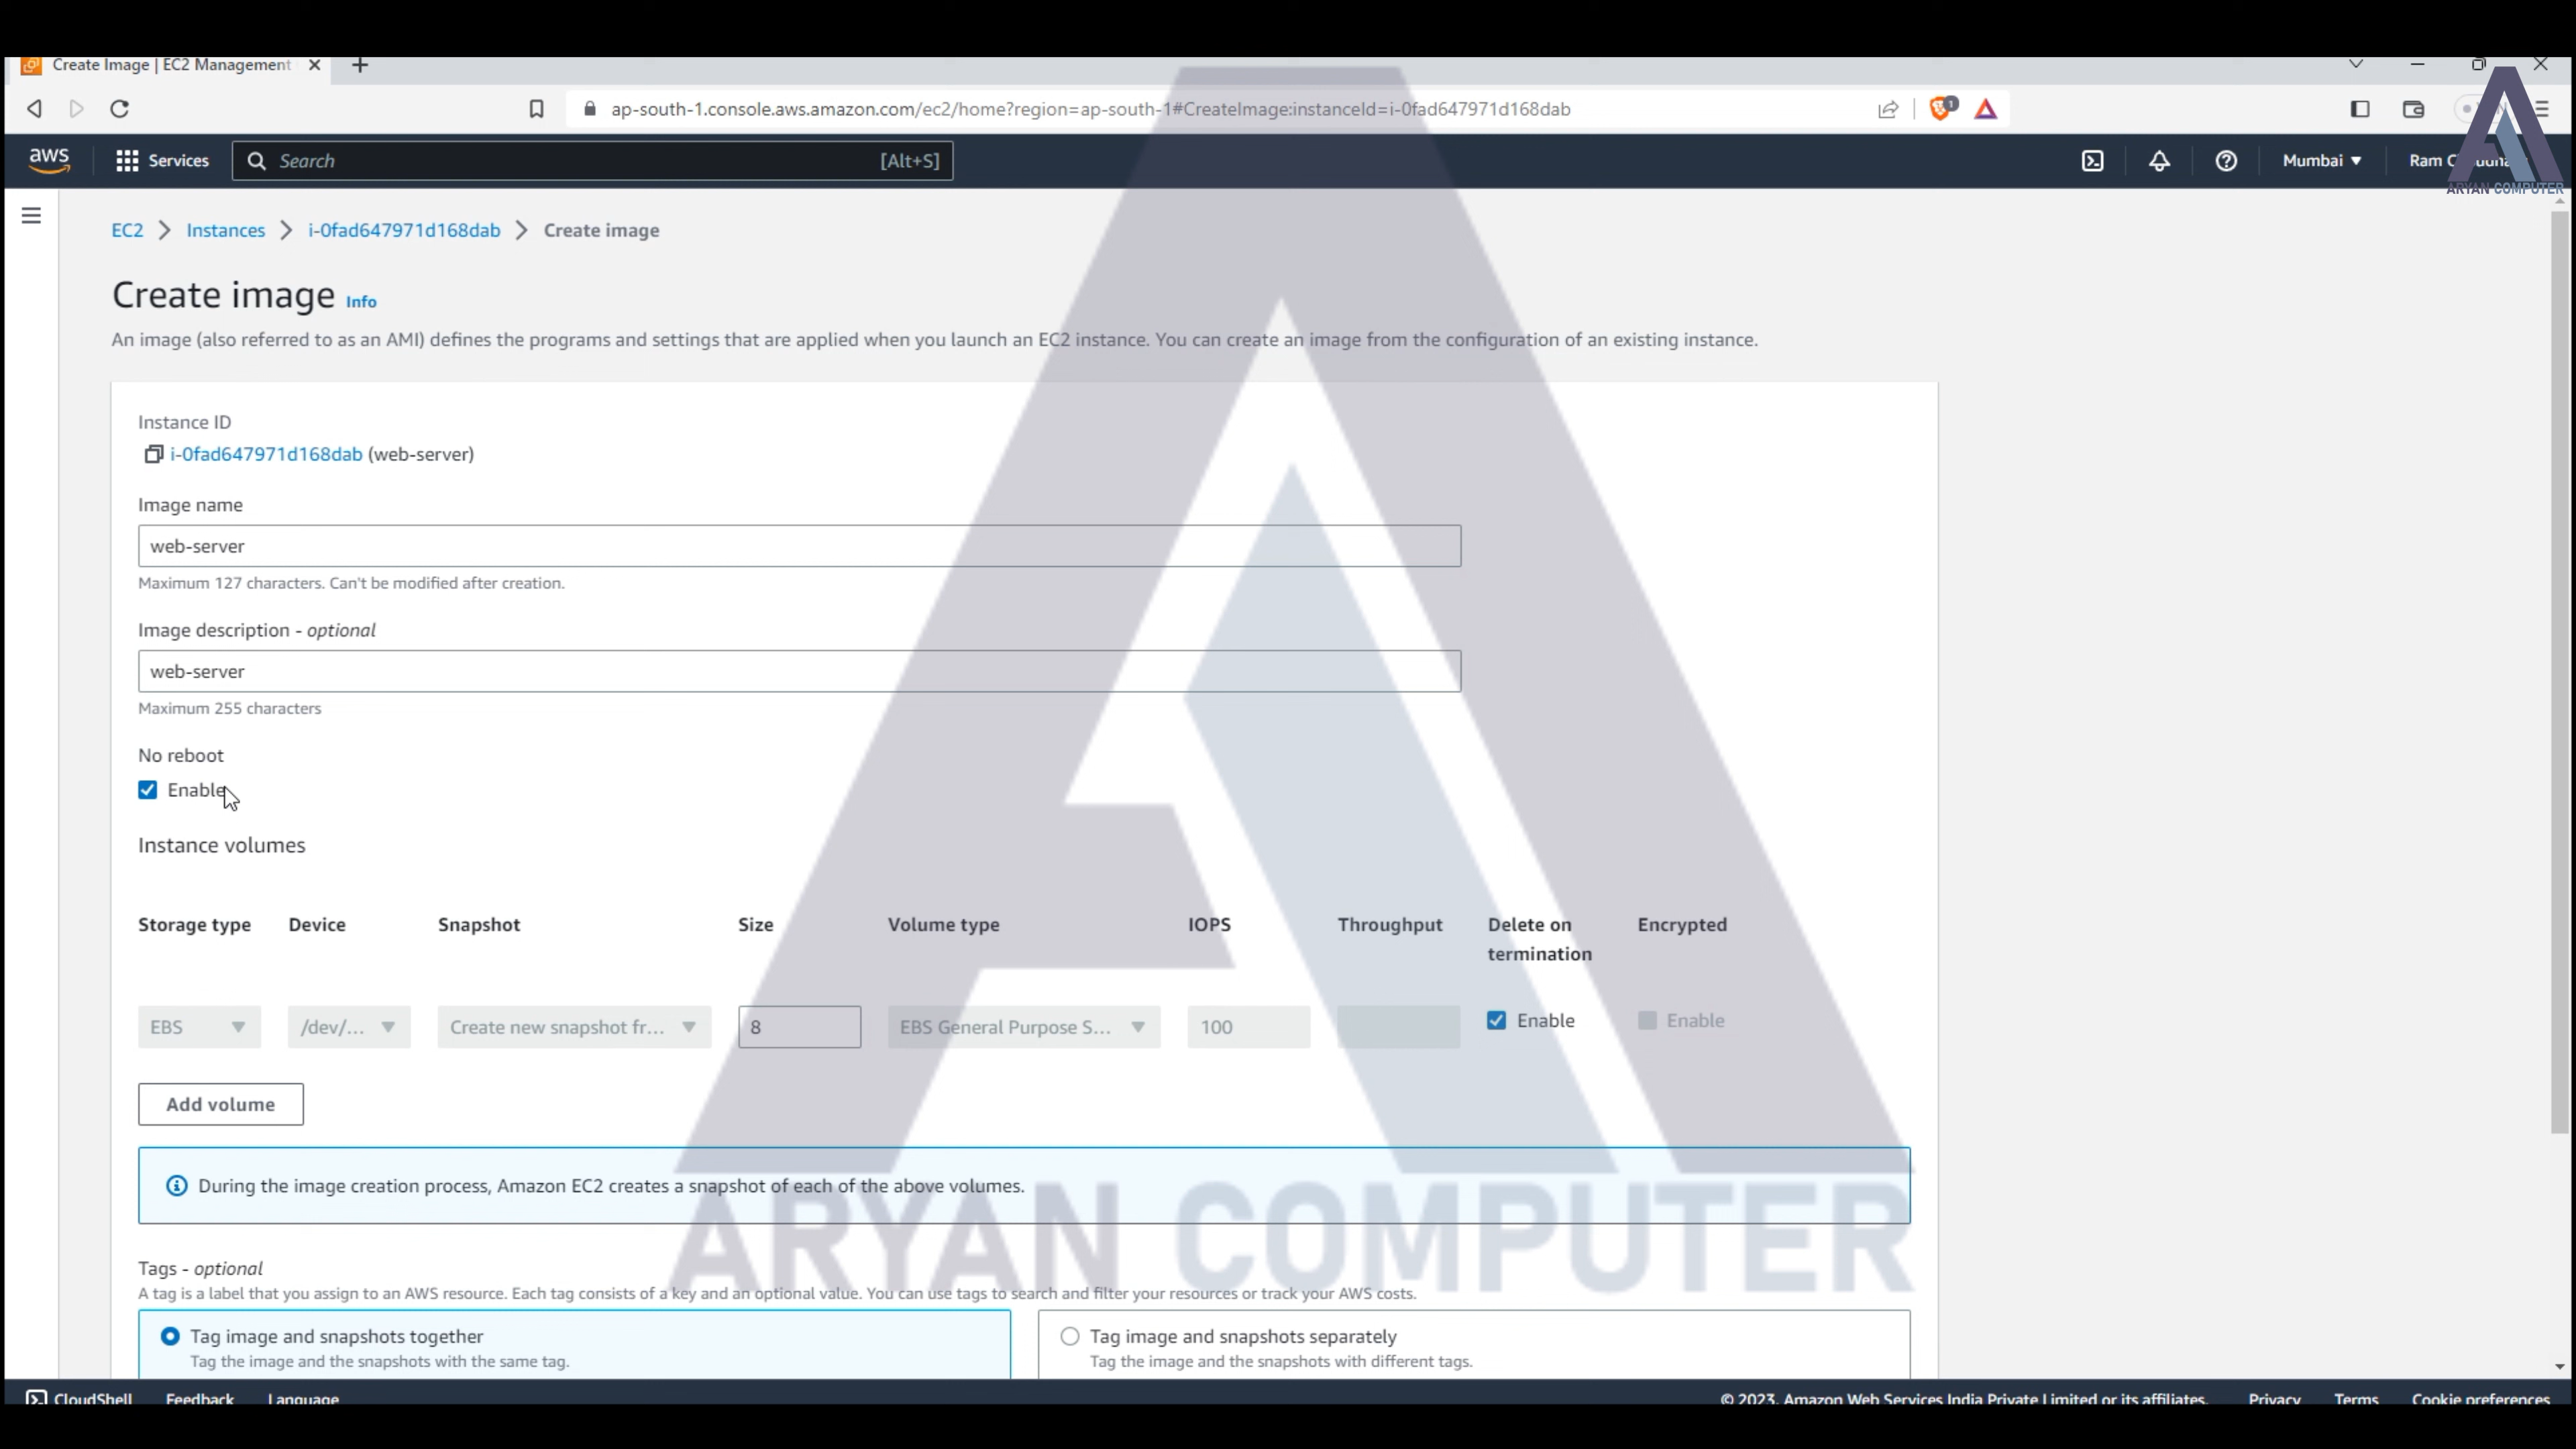 Create Image | EC2 Management
ap-south-1.console.aws.amazon.com/ec2/home?region=ap-south-1#CreateImage:instanceId=i-0fad647971d168dab
1
aws
Services
Search
[Alt+S]
Mumbai
Ram
ARYAN COMPUTER
EC2 > Instances > i-0fad647971d168dab > Create image
Create image Info
An image (also referred to as an AMI) defines the programs and settings that are applied when you launch an EC2 instance. You can create an image from the configuration of an existing instance.
Instance ID
i-0fad647971d168dab (web-server)
Image name
web-server
Maximum 127 characters. Can't be modified after creation.
Image description - optional
web-server
Maximum 255 characters
No reboot
Enable
Instance volumes
Storage type Device Snapshot Size Volume type IOPS Throughput Delete on termination Encrypted
EBS /dev/... Create new snapshot fr... 8 EBS General Purpose S... 100 Enable Enable
Add volume
During the image creation process, Amazon EC2 creates a snapshot of each of the above volumes.
ARYAN COMPUTER
Tags - optional
A tag is a label that you assign to an AWS resource. Each tag consists of a key and an optional value. You can use tags to search and filter your resources or track your AWS costs.
Tag image and snapshots together
Tag the image and the snapshots with the same tag.
Tag image and snapshots separately
Tag the image and the snapshots with different tags.
CloudShell Feedback Language © 2023, Amazon Web Services India Private Limited or its affiliates. Privacy Terms Cookie preferences